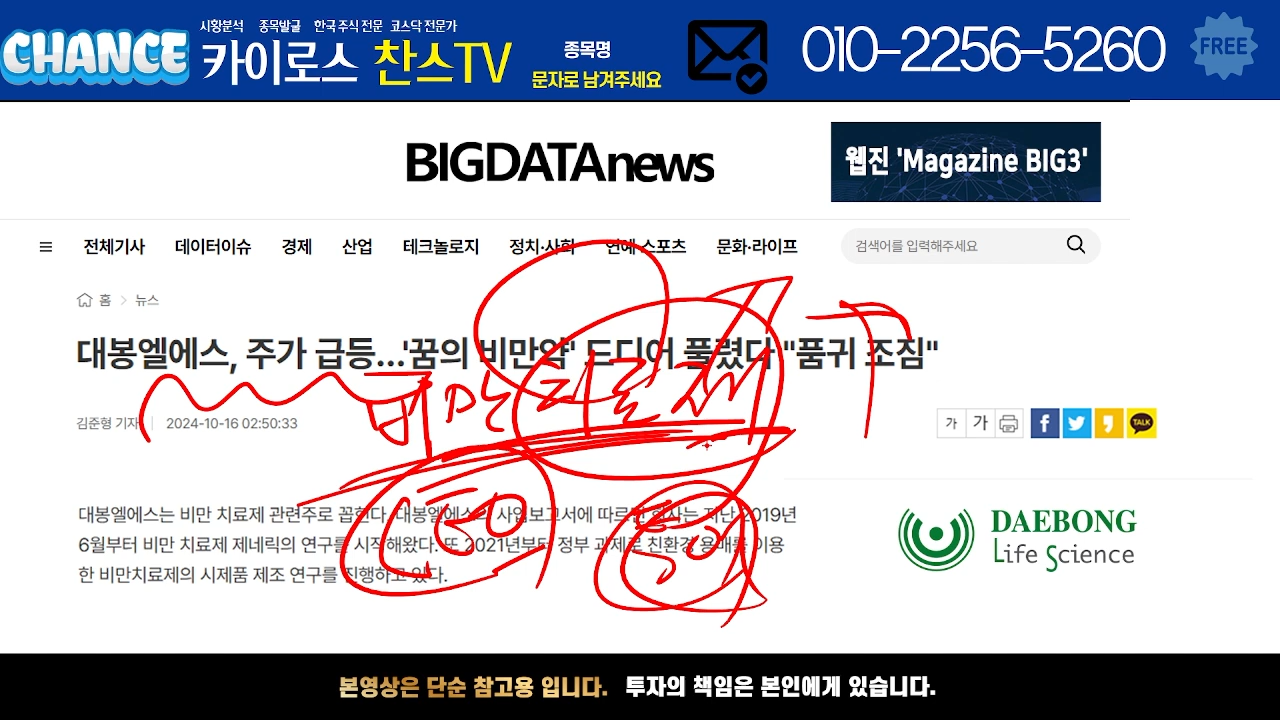 시황분석 종목발굴 한국 주식 전문 코스닥 전문가
CHANCE 카이로스 찬스TV
종목명
문자로 남겨주세요
010-2256-5260
FREE
BIGDATAnews
웹진 'Magazine BIG3'
전체기사 데이터이슈 경제 산업 테크놀로지 정치·사회 연예·스포츠 문화·라이프
검색어를 입력해주세요
홈 > 뉴스
대봉엘에스, 주가 급등...'꿈의 비만약' 드디어 풀렸다 "품귀 조짐"
비만 치료제
김준형 기자 2024-10-16 02:50:33
가 가
TALK
대봉엘에스는 비만 치료제 관련주로 꼽힌다. 대봉엘에스의 사업보고서에 따르면 회사는 지난 2019년
6월부터 비만 치료제 제네릭의 연구를 시작해왔다. 또 2021년부터 정부 과제로 친환경 용매를 이용
한 비만치료제의 시제품 제조 연구를 진행하고 있다.
DAEBONG
Life Science
본영상은 단순 참고용 입니다. 투자의 책임은 본인에게 있습니다.